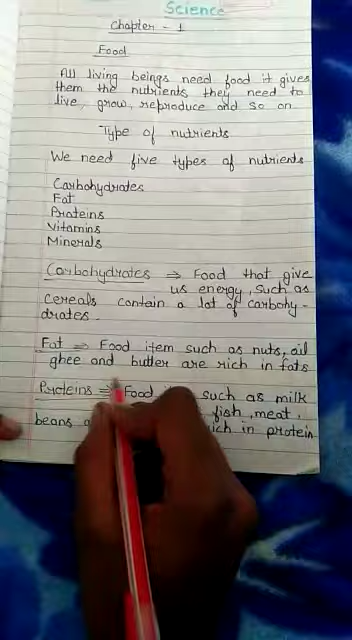 Science
Chapter - 1
Food
All living beings need food it gives
them the nutrients they need to
live, grow, reproduce and so on.
Type of nutrients
We need five types of nutrients
Carbohydrates
Fat
Proteins
Vitamins
Minerals
Carbohydrates ⇒ Food that give
us energy, such as
cereals contain a lot of carbohy-
drates.
Fat ⇒ Food item such as nuts, oil
ghee and butter are rich in fats
Proteins ⇒ Food such as milk
fish, meat,
beans rich in protein